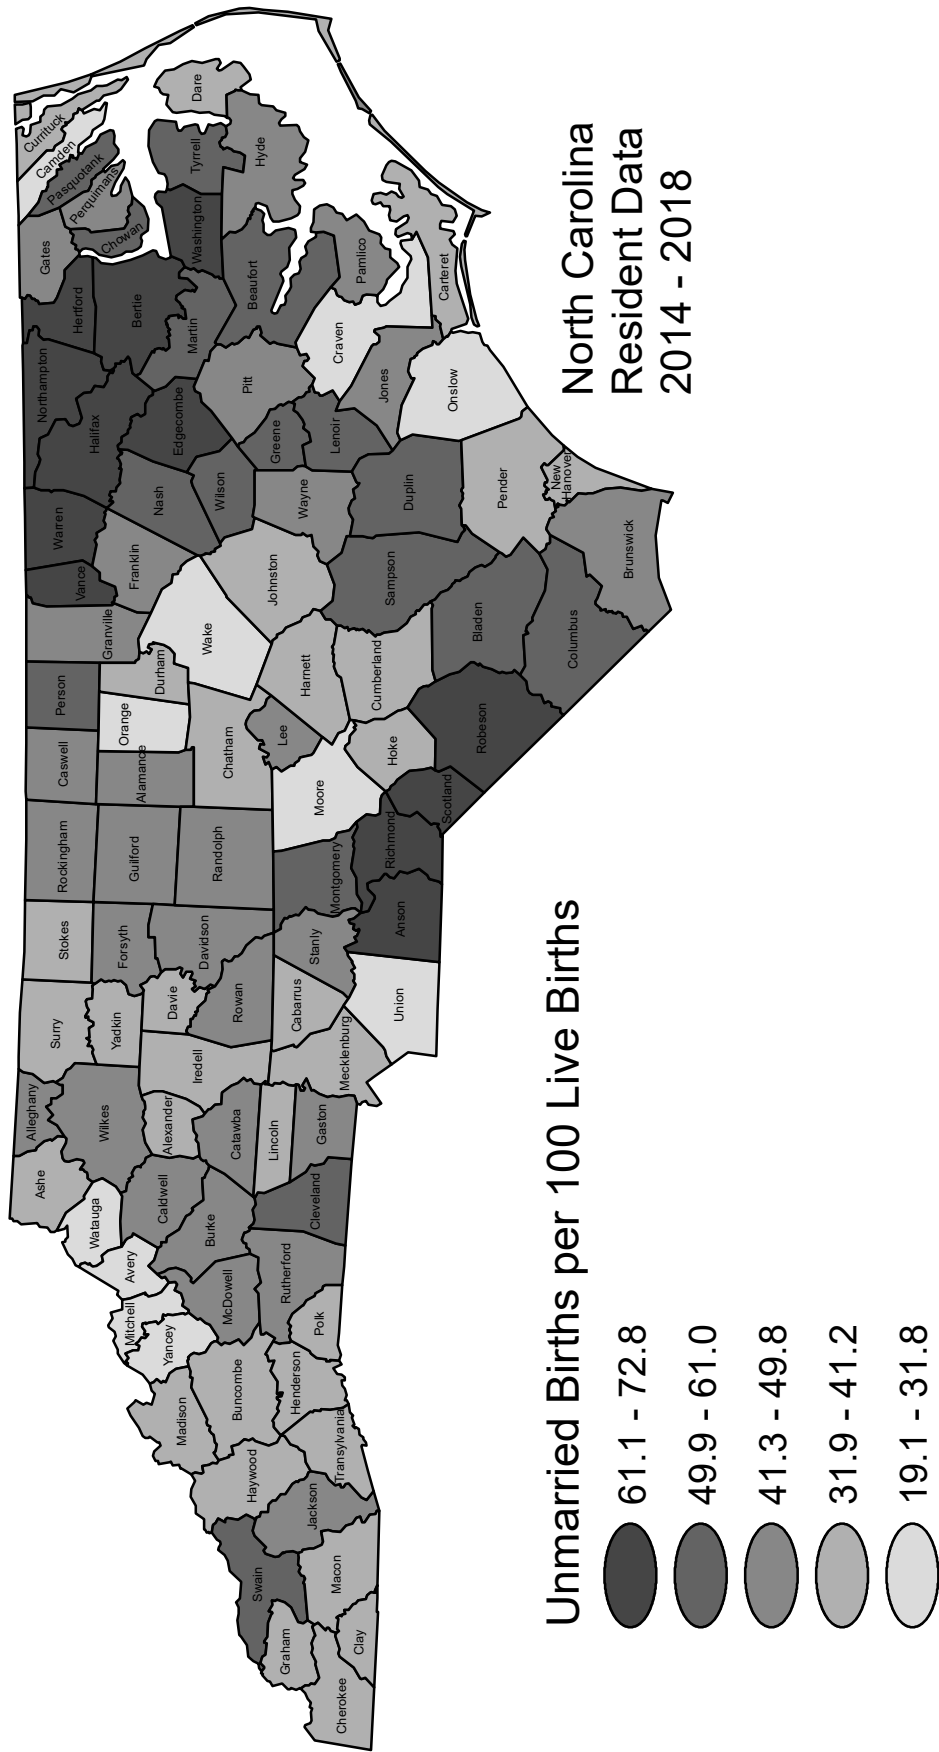 Cherokee
Graham
Clay
Swain
Macon
Jackson
Haywood
Transylvania
Madison
Buncombe
Henderson
Yancey
Mitchell
Avery
McDowell
Polk
Rutherford
Watauga
Burke
Caldwell
Cleveland
Ashe
Alleghany
Wilkes
Alexander
Catawba
Lincoln
Gaston
Surry
Yadkin
Iredell
Mecklenburg
Davie
Rowan
Cabarrus
Union
Stokes
Forsyth
Davidson
Stanly
Anson
Rockingham
Guilford
Randolph
Montgomery
Richmond
Scotland
Caswell
Alamance
Chatham
Moore
Hoke
Person
Orange
Durham
Lee
Robeson
Granville
Wake
Harnett
Cumberland
Bladen
Columbus
Vance
Franklin
Johnston
Sampson
Brunswick
Warren
Nash
Wilson
Wayne
Duplin
Pender
New
Hanover
Northampton
Halifax
Edgecombe
Greene
Lenoir
Jones
Onslow
Hertford
Bertie
Martin
Pitt
Craven
Gates
Chowan
Washington
Beaufort
Pamlico
Carteret
Perquimans
Pasquotank
Camden
Currituck
Tyrrell
Hyde
Dare
North Carolina
Resident Data
2014 - 2018
Unmarried Births per 100 Live Births
61.1 - 72.8
49.9 - 61.0
41.3 - 49.8
31.9 - 41.2
19.1 - 31.8